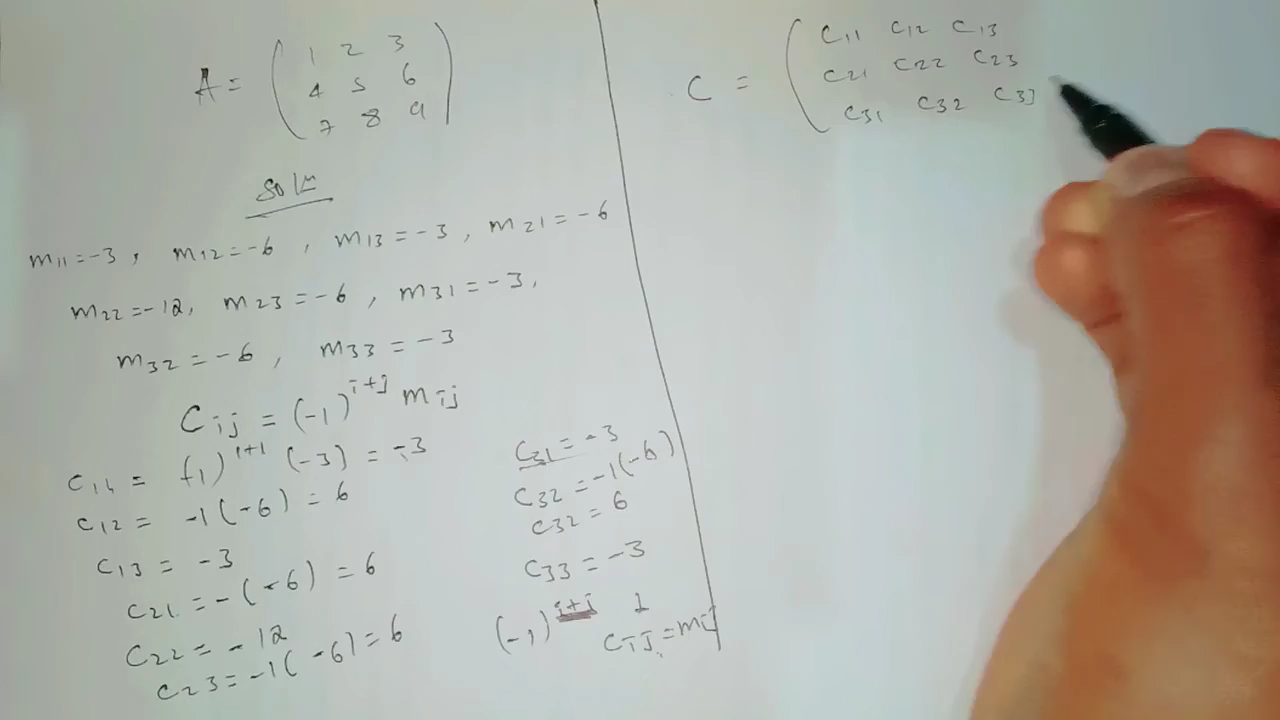 A = ( 1 2 3
4 5 6
7 8 9 )
Soln
m11 = -3 , m12 = -6 , m13 = -3 , m21 = -6
m22 = -12, m23 = -6 , m31 = -3,
m32 = -6 , m33 = -3
Cij = (-1)^i+j mij
C11 = (-1)^1+1 (-3) = -3
C12 = -1(-6) = 6
C13 = -3
C21 = -(-6) = 6
C22 = -12
C23 = -1(-6) = 6
C31 = -3
C32 = -1(-6)
C32 = 6
C33 = -3
(-1)^i+j 1
Cij = mij
C = ( C11 C12 C13
C21 C22 C23
C31 C32 C33